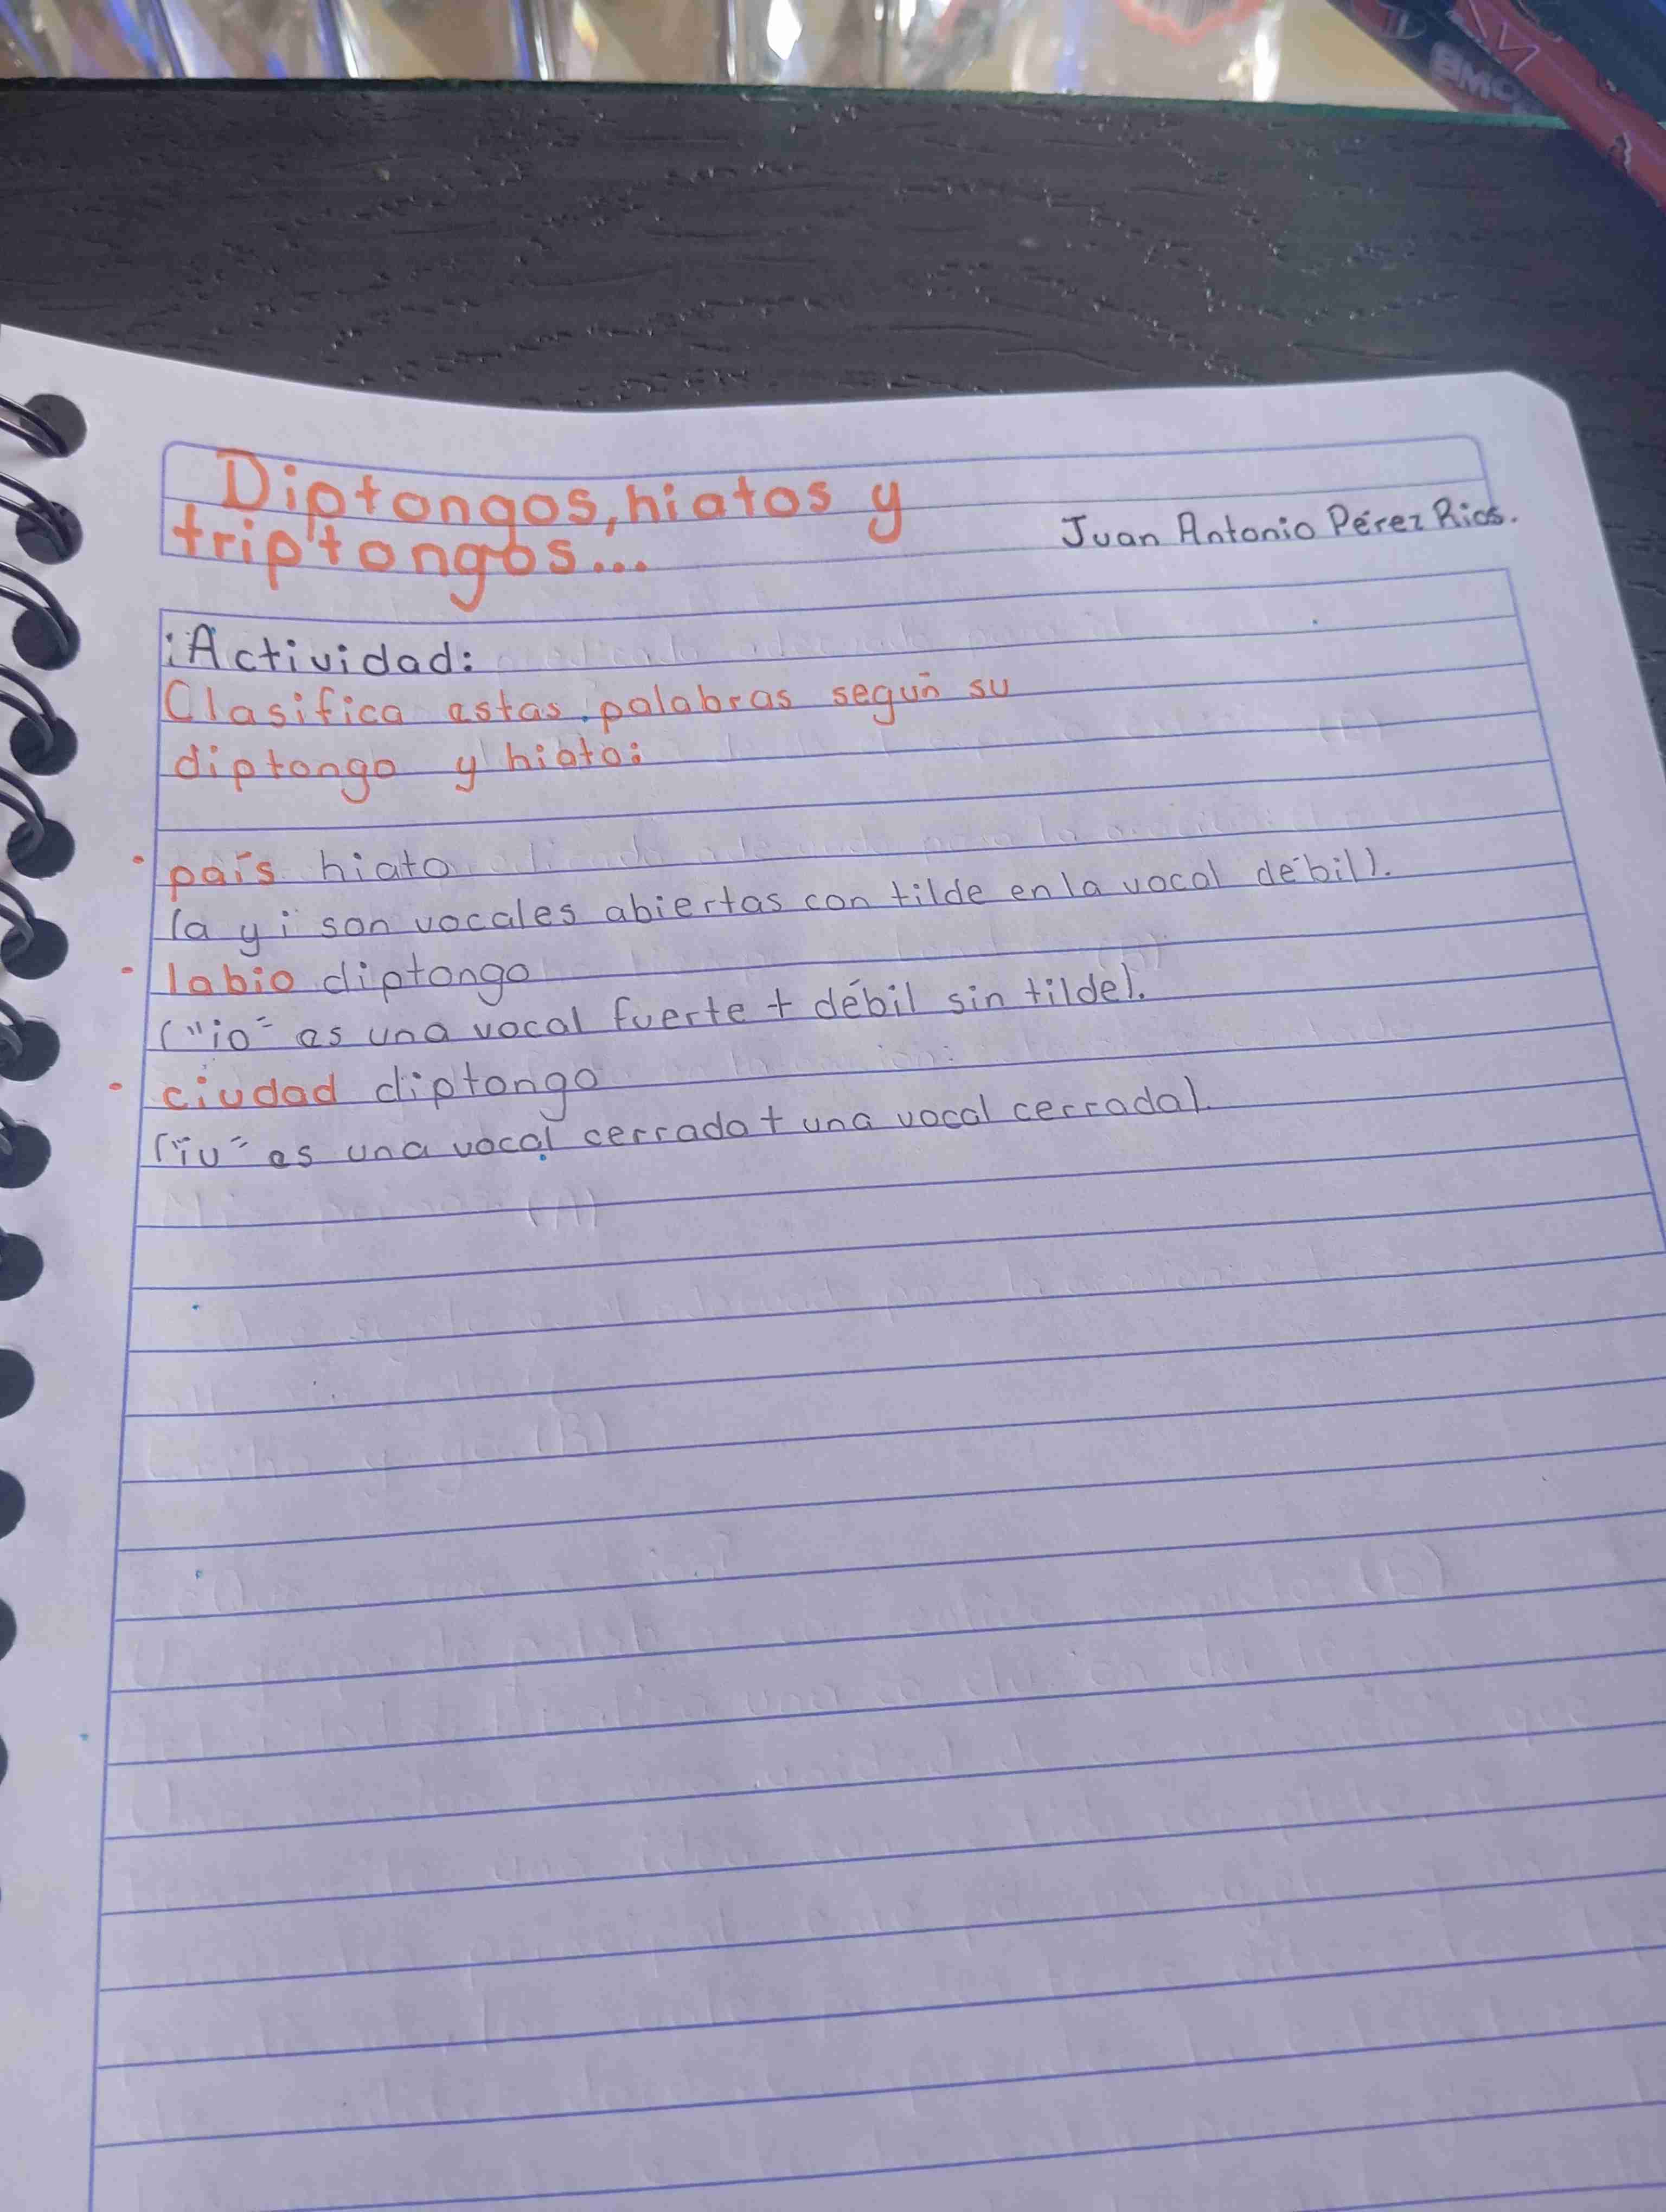 BMO
Diptongos, hiatos y
triptongos...
Juan Antonio Pérez Rios.
¡Actividad:
Clasifica estas palabras según su
diptongo y hiato:
• país hiato
(a y i son vocales abiertas con tilde en la vocal débil).
• labio diptongo
("io" es una vocal fuerte + débil sin tilde).
• ciudad diptongo
("iu" es una vocal cerrada + una vocal cerrada).